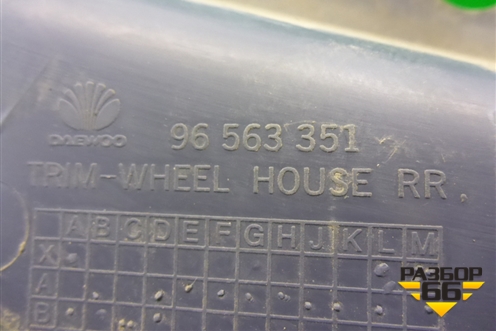 DAEWOO 96 563 351
TRIM-WHEEL HOUSE RR,
A B C D E F G H J K L M
X
A
B
РАЗБОР
66